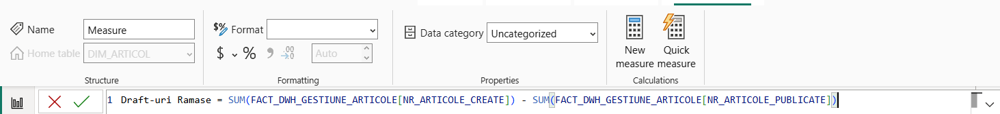 Name
Measure
Home table
DIM_ARTICOL
Structure
$% Format
$ % , .00 →0
Auto
Formatting
Data category
Uncategorized
Properties
New measure
Quick measure
Calculations
1 Draft-uri Ramase = SUM(FACT_DWH_GESTIUNE_ARTICOLE[NR_ARTICOLE_CREATE]) - SUM(FACT_DWH_GESTIUNE_ARTICOLE[NR_ARTICOLE_PUBLICATE])